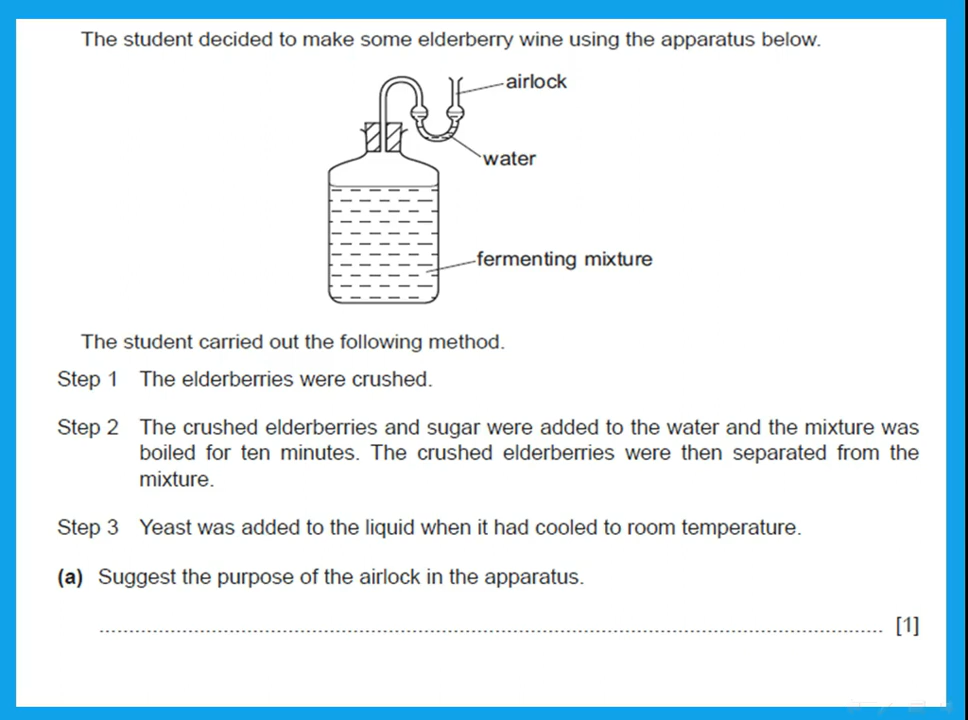 The student decided to make some elderberry wine using the apparatus below.
airlock
water
fermenting mixture
The student carried out the following method.
Step 1 The elderberries were crushed.
Step 2 The crushed elderberries and sugar were added to the water and the mixture was
boiled for ten minutes. The crushed elderberries were then separated from the
mixture.
Step 3 Yeast was added to the liquid when it had cooled to room temperature.
(a) Suggest the purpose of the airlock in the apparatus.
.......................................................................................................................................... [1]